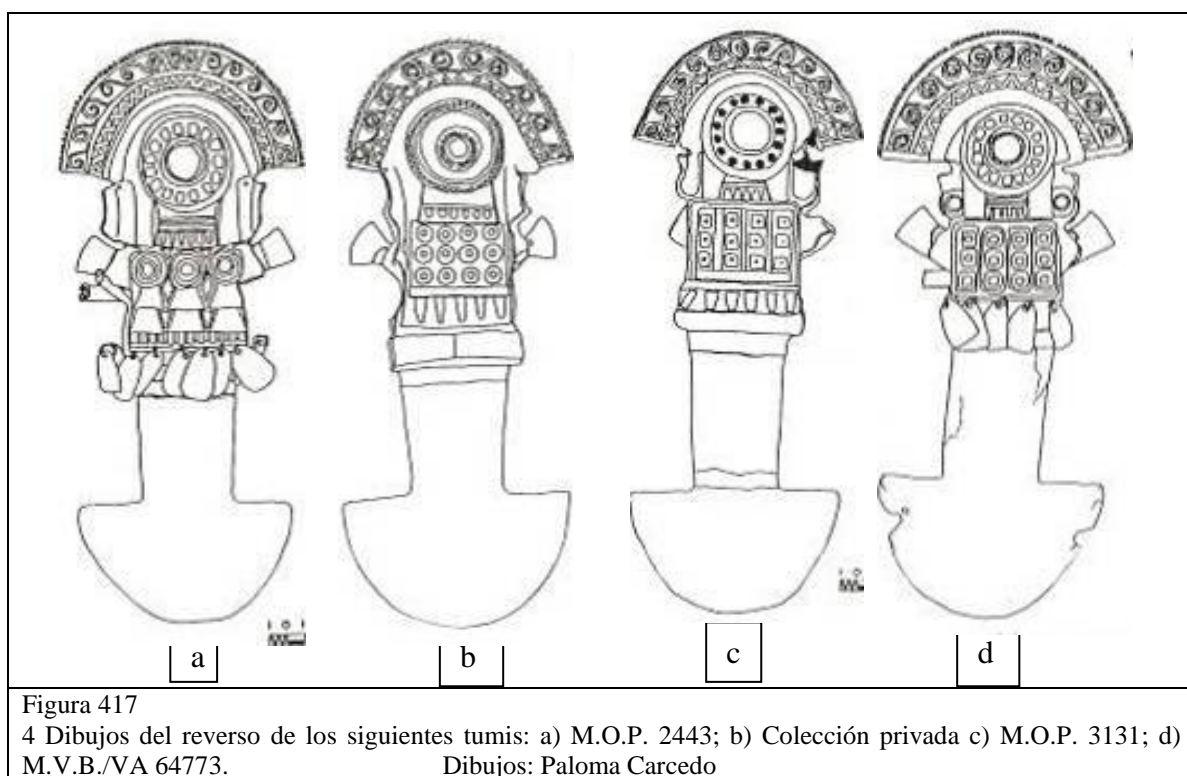 a
b
c
d
Figura 417
4 Dibujos del reverso de los siguientes tumis: a) M.O.P. 2443; b) Colección privada c) M.O.P. 3131; d)
M.V.B./VA 64773. Dibujos: Paloma Carcedo